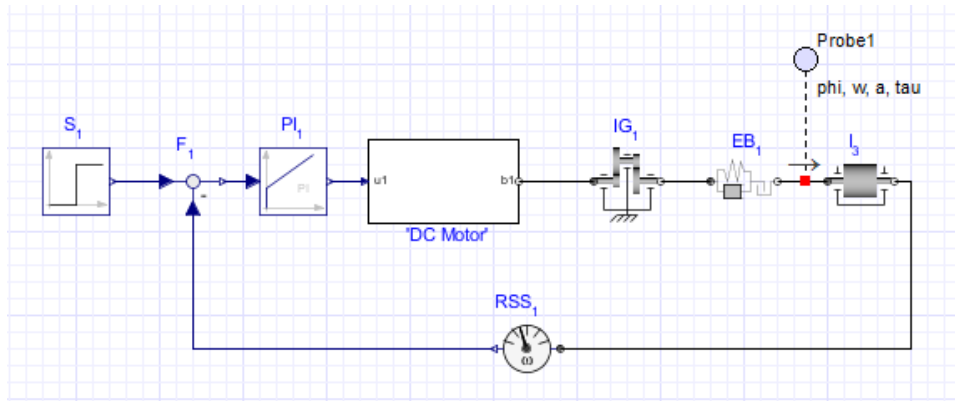 Probe1
phi, w, a, tau
S₁
F₁
PI₁
IG₁
EB₁
I₃
PI
u1
b1
-
'DC Motor'
RSS₁
ω